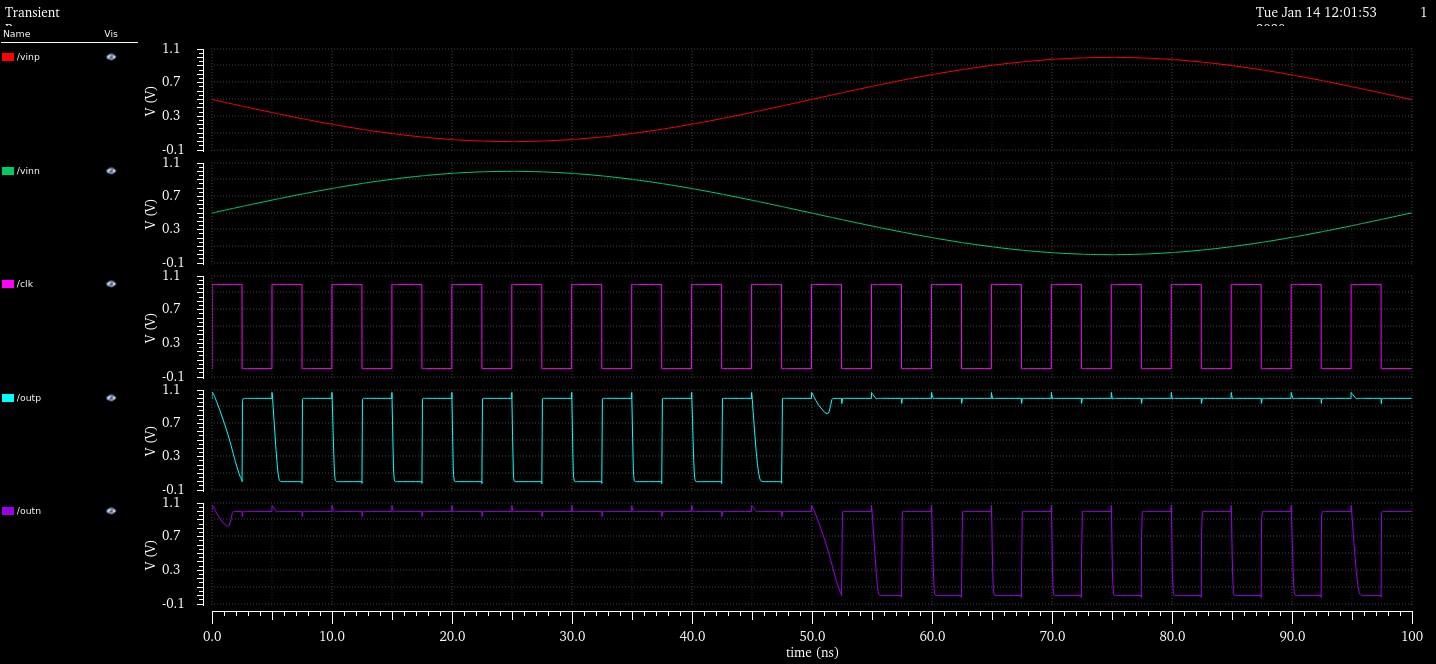 Transient
Tue Jan 14 12:01:53
1
Name Vis
/vinp
V (V)
1.1
0.7
0.3
-0.1
/vinn
V (V)
1.1
0.7
0.3
-0.1
/clk
V (V)
1.1
0.7
0.3
-0.1
/outp
V (V)
1.1
0.7
0.3
-0.1
/outn
V (V)
1.1
0.7
0.3
-0.1
0.0 10.0 20.0 30.0 40.0 50.0 60.0 70.0 80.0 90.0 100
time (ns)